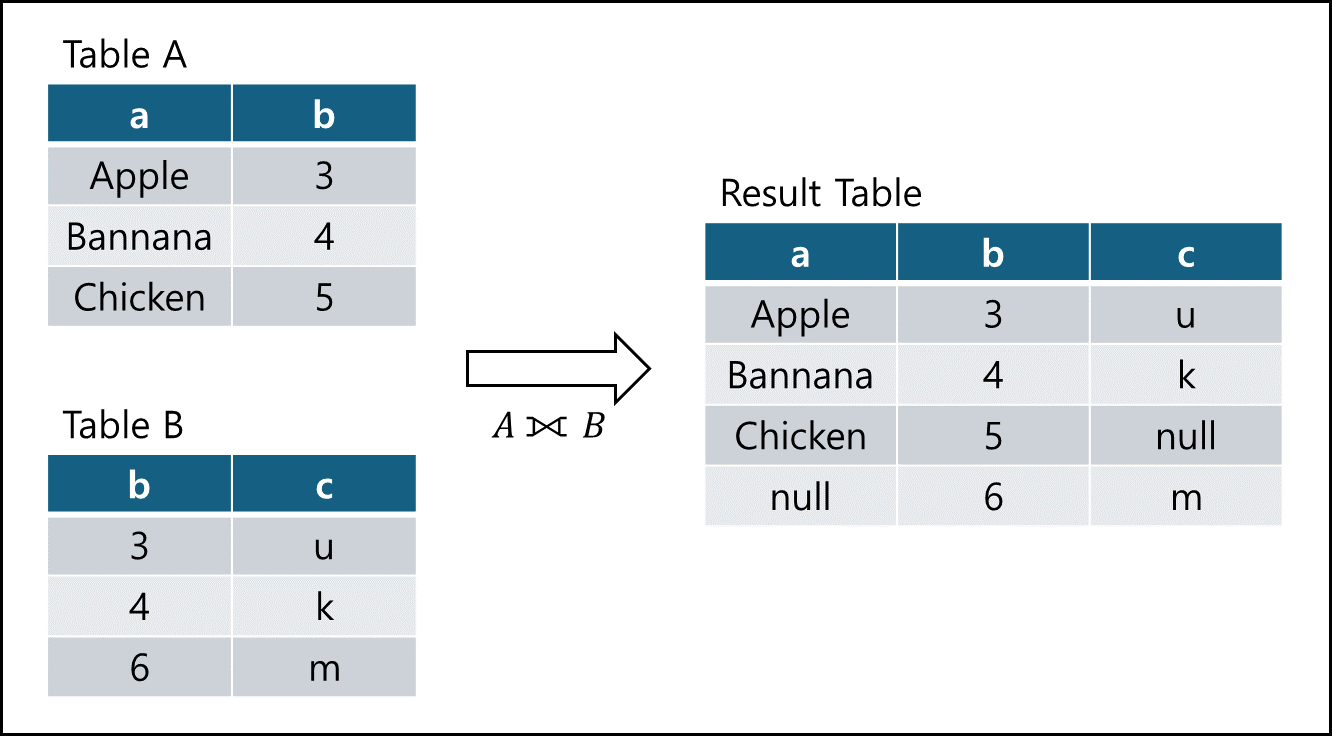 Table A
a b
Apple 3
Bannana 4
Chicken 5
Table B
b c
3 u
4 k
6 m
A ⟗ B
Result Table
a b c
Apple 3 u
Bannana 4 k
Chicken 5 null
null 6 m